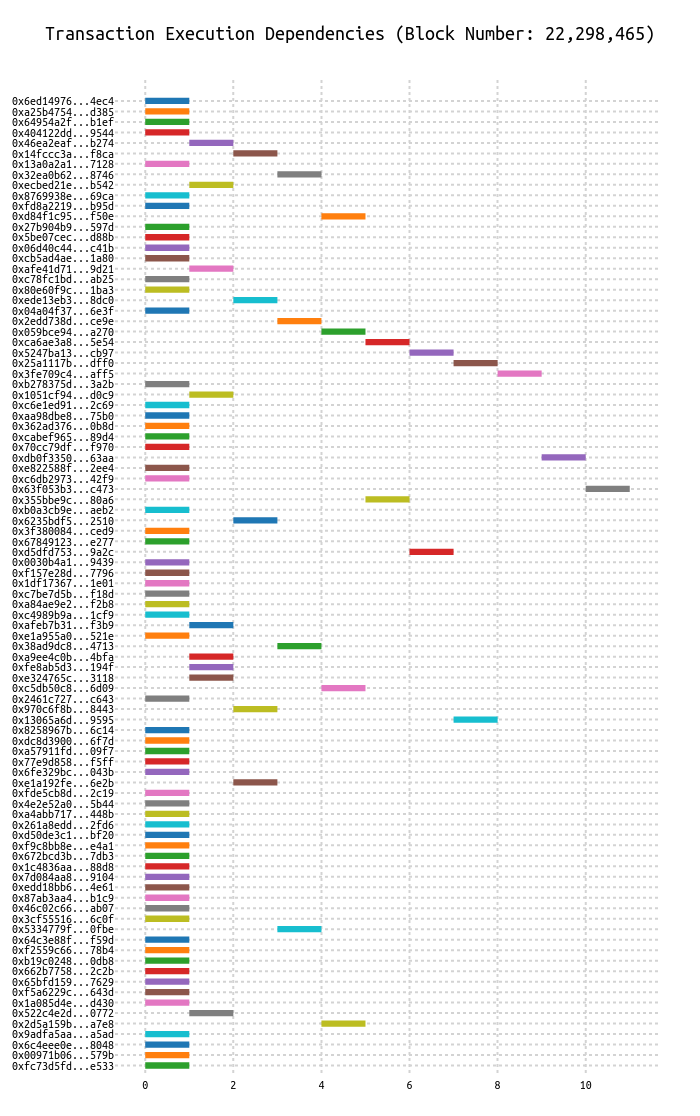 Transaction Execution Dependencies (Block Number: 22,298,465)
0x6ed14976...4ec4
0xa25b4754...d385
0x64954a2f...b1ef
0x404122dd...9544
0x46ea2eaf...b274
0x14fccc3a...f8ca
0x13a0a2a1...7128
0x32ea0b62...8746
0xecbed21e...b542
0x8769938e...69ca
0xfd8a2219...b95d
0xd84f1c95...f50e
0x27b904b9...597d
0x5be07cec...d88b
0x06d40c44...c41b
0xcb5ad4ae...1a80
0xafe41d71...9d21
0xc78fc1bd...ab25
0x80e60f9c...1ba3
0xede13eb3...8dc0
0x04a04f37...6e3f
0x2edd738d...ce9e
0x059bce94...a270
0xca6ae3a8...5e54
0x5247ba13...cb97
0x25a1117b...dff0
0x3fe709c4...aff5
0xb278375d...3a2b
0x1051cf94...d0c9
0xc6e1ed91...2c69
0xaa98dbe8...75b0
0x362ad376...0b8d
0xcabef965...89d4
0x70cc79df...f970
0xdb0f3350...63aa
0xe822588f...2ee4
0xc6db2973...42f9
0x63f053b3...c473
0x355bbe9c...80a6
0xb0a3cb9e...aeb2
0x6235bdf5...2510
0x3f380084...ced9
0x67849123...e277
0xd5dfd753...9a2c
0x0030b4a1...9439
0xf157e28d...7796
0x1df17367...1e01
0xc7be7d5b...f18d
0xa84ae9e2...f2b8
0xc4989b9a...1cf9
0xafeb7b31...f3b9
0xe1a955a0...521e
0x38ad9dc8...4713
0xa9ee4c0b...4bfa
0xfe8ab5d3...194f
0xe324765c...3118
0xc5db50c8...6d09
0x2461c727...c643
0x970c6f8b...8443
0x13065a6d...9595
0x8258967b...6c14
0xdc8d3900...6f7d
0xa57911fd...09f7
0x77e9d858...f5ff
0x6fe329bc...043b
0xe1a192fe...6e2b
0xfde5cb8d...2c19
0x4e2e52a0...5b44
0xa4abb717...448b
0x261a8edd...2fd6
0xd50de3c1...bf20
0xf9c8bb8e...e4a1
0x672bcd3b...7db3
0x1c4836aa...88d8
0x7d084aa8...9104
0xedd18bb6...4e61
0x87ab3aa4...b1c9
0x46c02c66...ab07
0x3cf55516...6c0f
0x5334779f...0fbe
0x64c3e88f...f59d
0xf2559c66...78b4
0xb19c0248...0db8
0x662b7758...2c2b
0x65bfd159...7629
0xf5a6229c...643d
0x1a085d4e...d430
0x522c4e2d...0772
0x2d5a159b...a7e8
0x9adfa5aa...a5ad
0x6c4eee0e...8048
0x00971b06...579b
0xfc73d5fd...e533
0 2 4 6 8 10